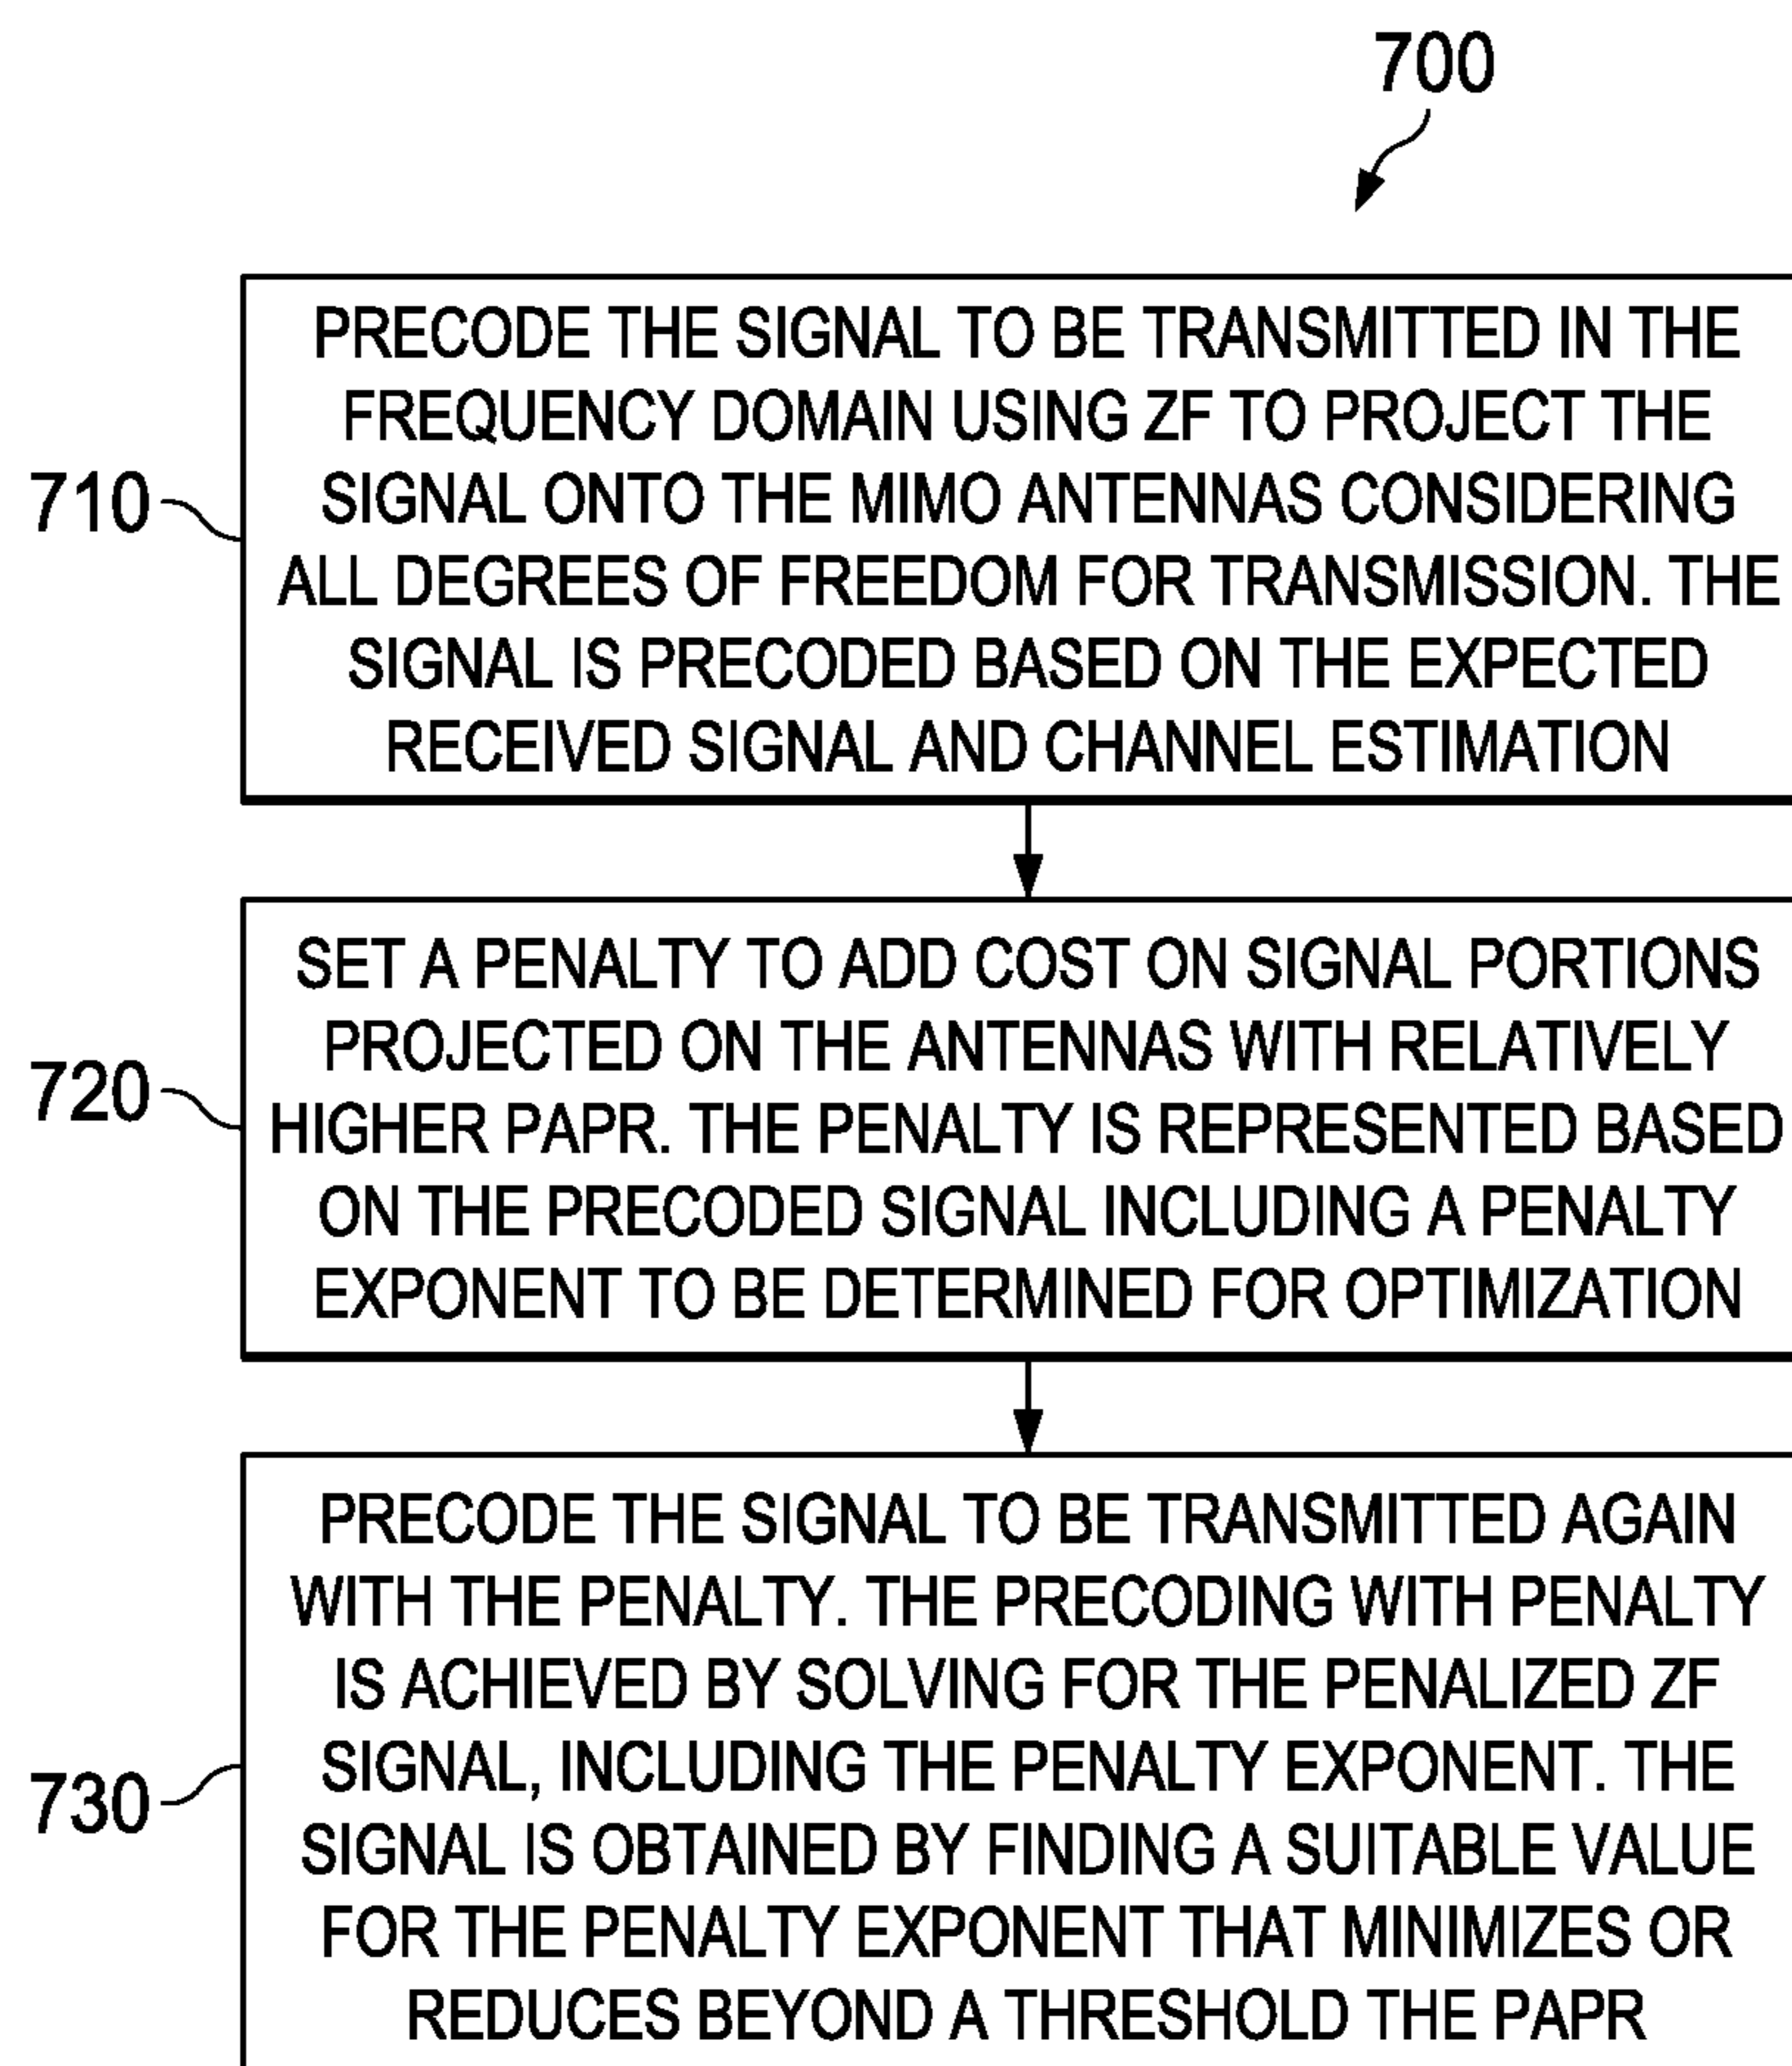 700
710
PRECODE THE SIGNAL TO BE TRANSMITTED IN THE
FREQUENCY DOMAIN USING ZF TO PROJECT THE
SIGNAL ONTO THE MIMO ANTENNAS CONSIDERING
ALL DEGREES OF FREEDOM FOR TRANSMISSION. THE
SIGNAL IS PRECODED BASED ON THE EXPECTED
RECEIVED SIGNAL AND CHANNEL ESTIMATION
720
SET A PENALTY TO ADD COST ON SIGNAL PORTIONS
PROJECTED ON THE ANTENNAS WITH RELATIVELY
HIGHER PAPR. THE PENALTY IS REPRESENTED BASED
ON THE PRECODED SIGNAL INCLUDING A PENALTY
EXPONENT TO BE DETERMINED FOR OPTIMIZATION
730
PRECODE THE SIGNAL TO BE TRANSMITTED AGAIN
WITH THE PENALTY. THE PRECODING WITH PENALTY
IS ACHIEVED BY SOLVING FOR THE PENALIZED ZF
SIGNAL, INCLUDING THE PENALTY EXPONENT. THE
SIGNAL IS OBTAINED BY FINDING A SUITABLE VALUE
FOR THE PENALTY EXPONENT THAT MINIMIZES OR
REDUCES BEYOND A THRESHOLD THE PAPR